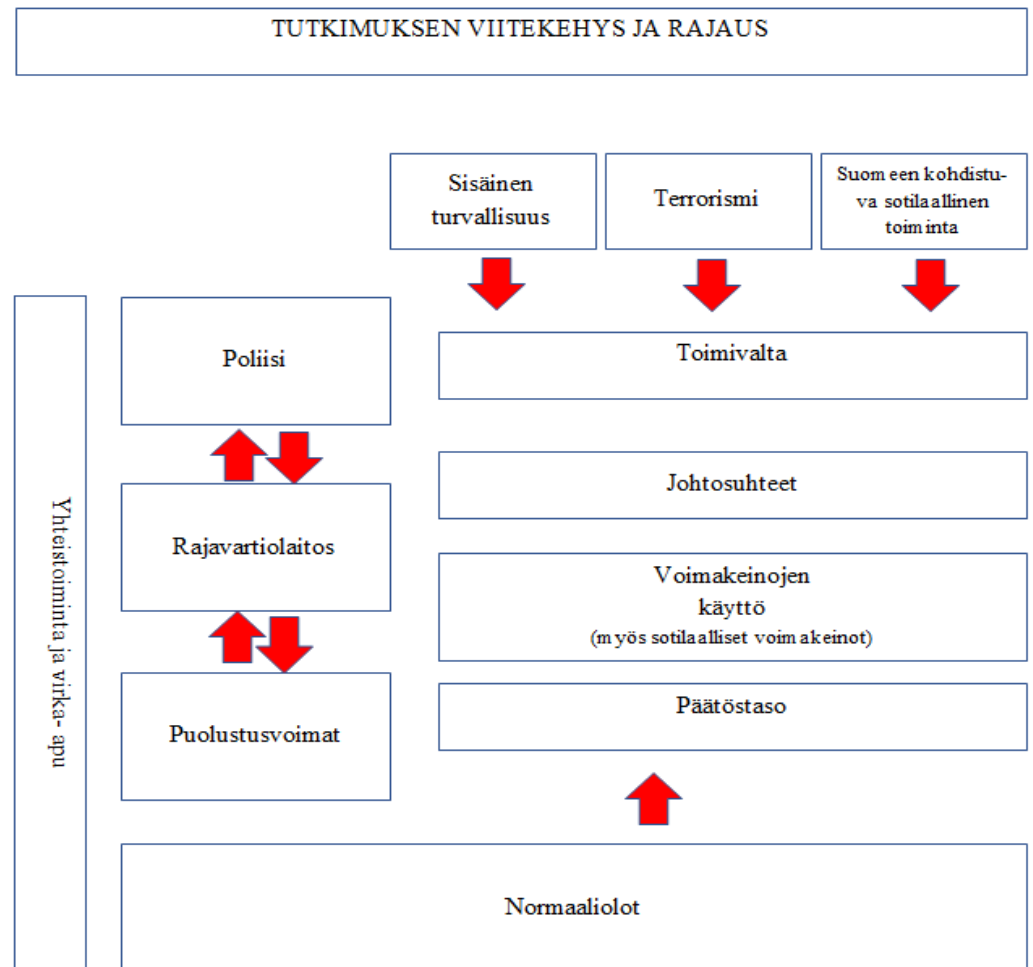 TUTKIMUKSEN VIITEKEHYS JA RAJAUS
Sisäinen
turvallisuus
Terrorismi
Suomeen kohdistu-
va sotilaallinen
toiminta
Yhteistoiminta ja virka- apu
Poliisi
Rajavartiolaitos
Puolustusvoimat
Toimivalta
Johtosuhteet
Voimakeinojen
käyttö
(myös sotilaalliset voimakeinot)
Päätöstaso
Normaaliolot